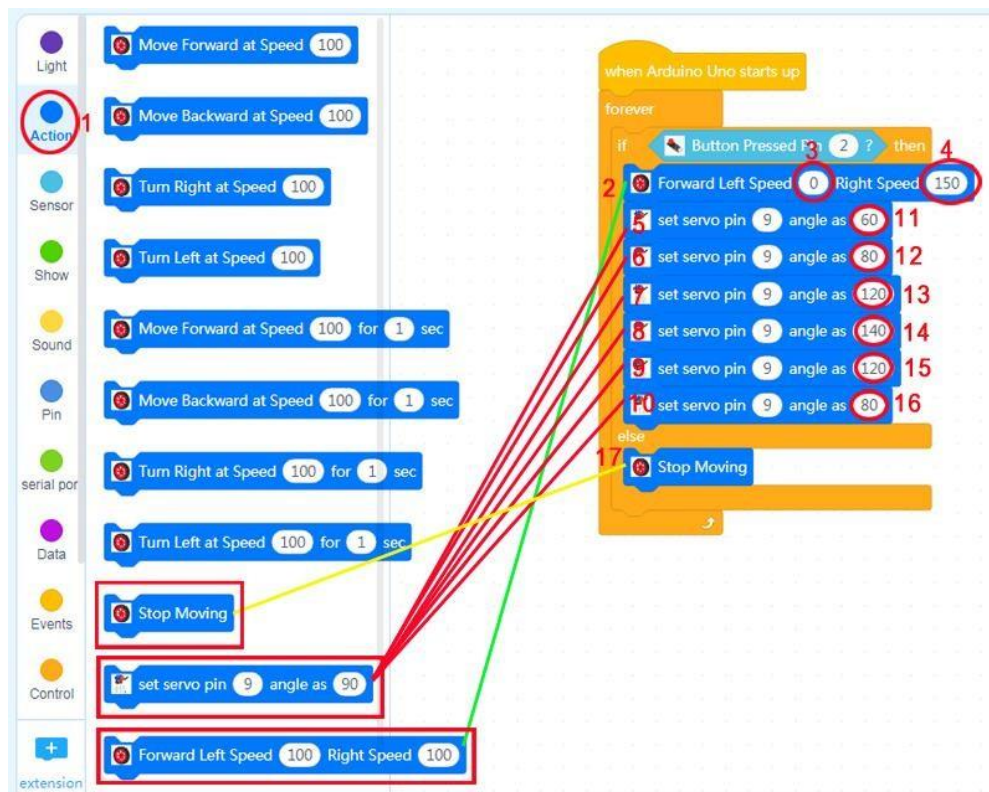 Light
Action
1
Sensor
Show
Sound
Pin
serial por
Data
Events
Control
+
extension
Move Forward at Speed 100
Move Backward at Speed 100
Turn Right at Speed 100
Turn Left at Speed 100
Move Forward at Speed 100 for 1 sec
Move Backward at Speed 100 for 1 sec
Turn Right at Speed 100 for 1 sec
Turn Left at Speed 100 for 1 sec
Stop Moving
set servo pin 9 angle as 90
Forward Left Speed 100 Right Speed 100
when Arduino Uno starts up
forever
if Button Pressed Pin 2 ? then
3 4
2 Forward Left Speed 0 Right Speed 150
5 set servo pin 9 angle as 60 11
6 set servo pin 9 angle as 80 12
7 set servo pin 9 angle as 120 13
8 set servo pin 9 angle as 140 14
9 set servo pin 9 angle as 120 15
10 set servo pin 9 angle as 80 16
else
17 Stop Moving